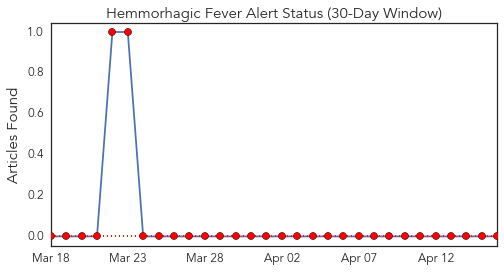 Hemmorhagic Fever Alert Status (30-Day Window)
Articles Found
1.0
0.8
0.6
0.4
0.2
0.0
Mar 18 Mar 23 Mar 28 Apr 02 Apr 07 Apr 12